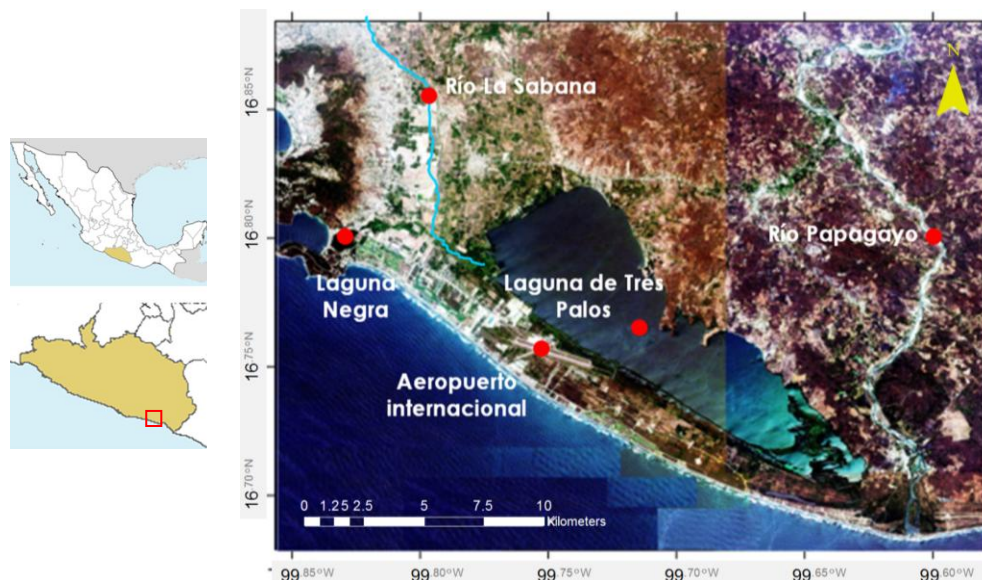 N
Río La Sabana
Río Papagayo
Laguna
Negra
Laguna de Tres
Palos
Aeropuerto
internacional
0 1.25 2.5 5 7.5 10
Kilometers
16.85°N
16.80°N
16.75°N
16.70°N
99.85°W
99.80°W
99.75°W
99.70°W
99.65°W
99.60°W